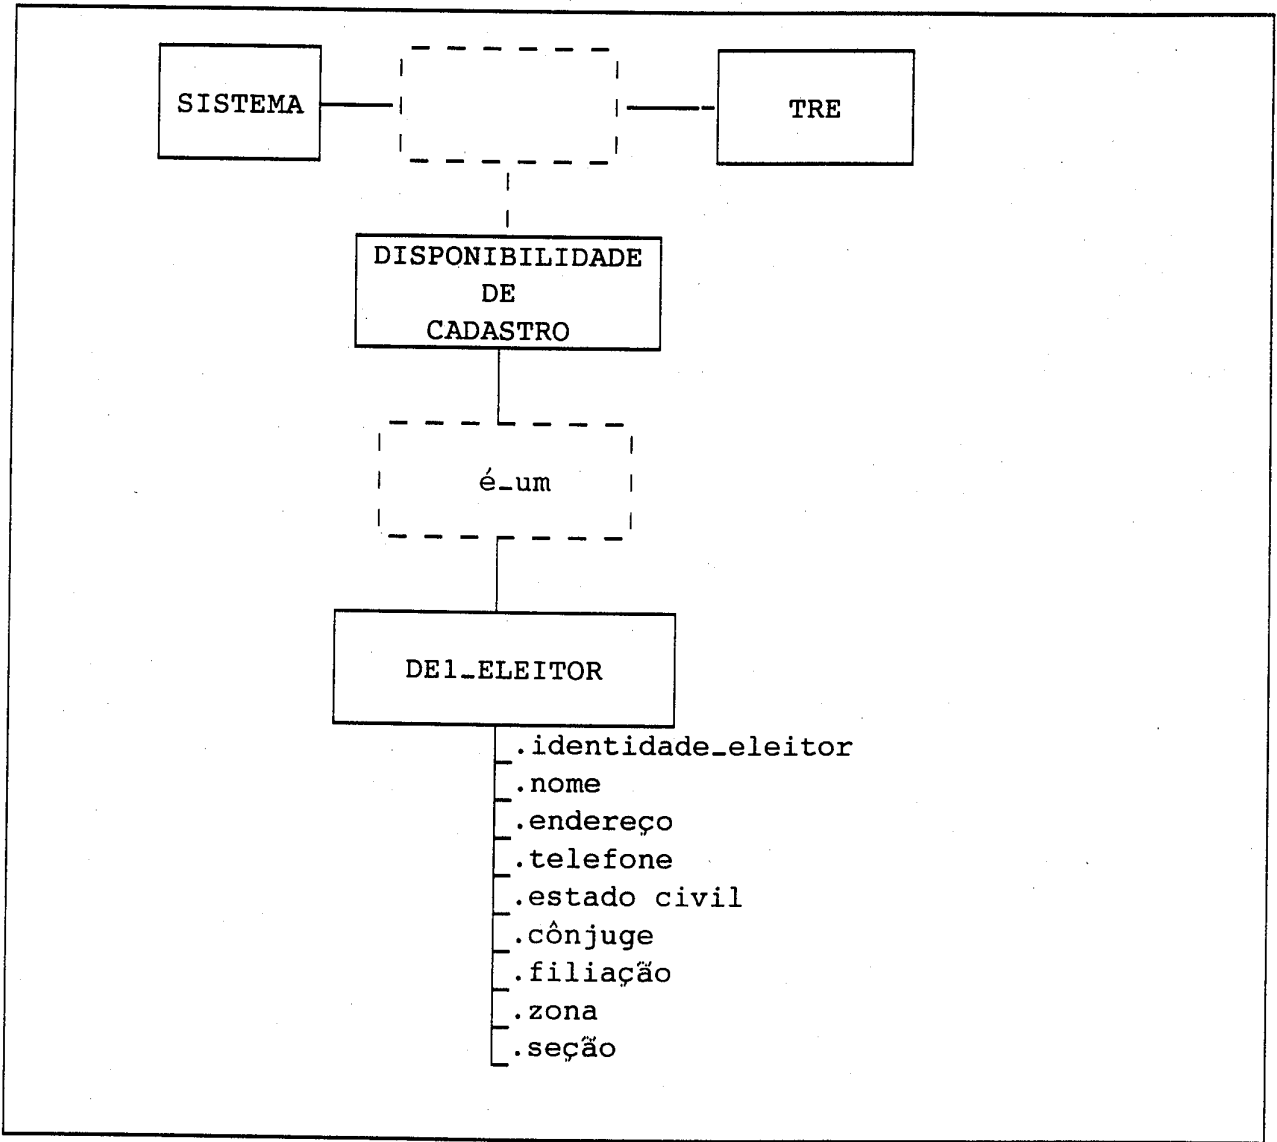 SISTEMA
TRE
DISPONIBILIDADE
DE
CADASTRO
é_um
DE1_ELEITOR
.identidade_eleitor
.nome
.endereço
.telefone
.estado civil
.cônjuge
.filiação
.zona
.seção